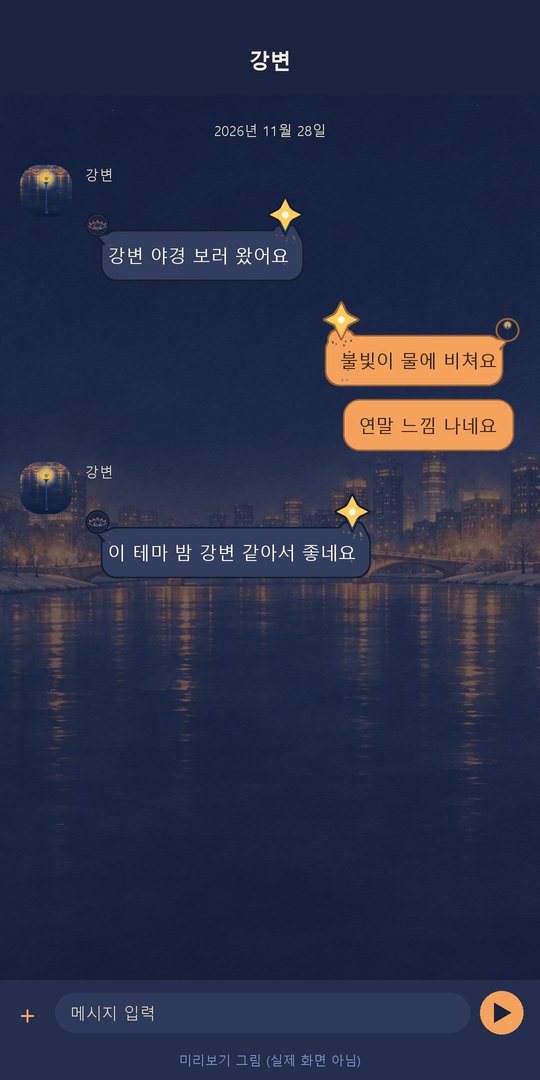 강변
2026년 11월 28일
강변
강변 야경 보러 왔어요
불빛이 물에 비쳐요
연말 느낌 나네요
강변
이 테마 밤 강변 같아서 좋네요
메시지 입력
미리보기 그림 (실제 화면 아님)